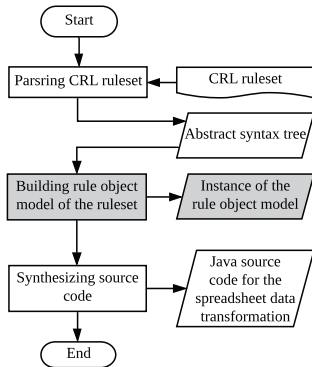 Start
Parsring CRL ruleset
CRL ruleset
Abstract syntax tree
Building rule object
model of the ruleset
Instance of the
rule object model
Synthesizing source
code
Java source
code for the
spreadsheet data
transformation
End